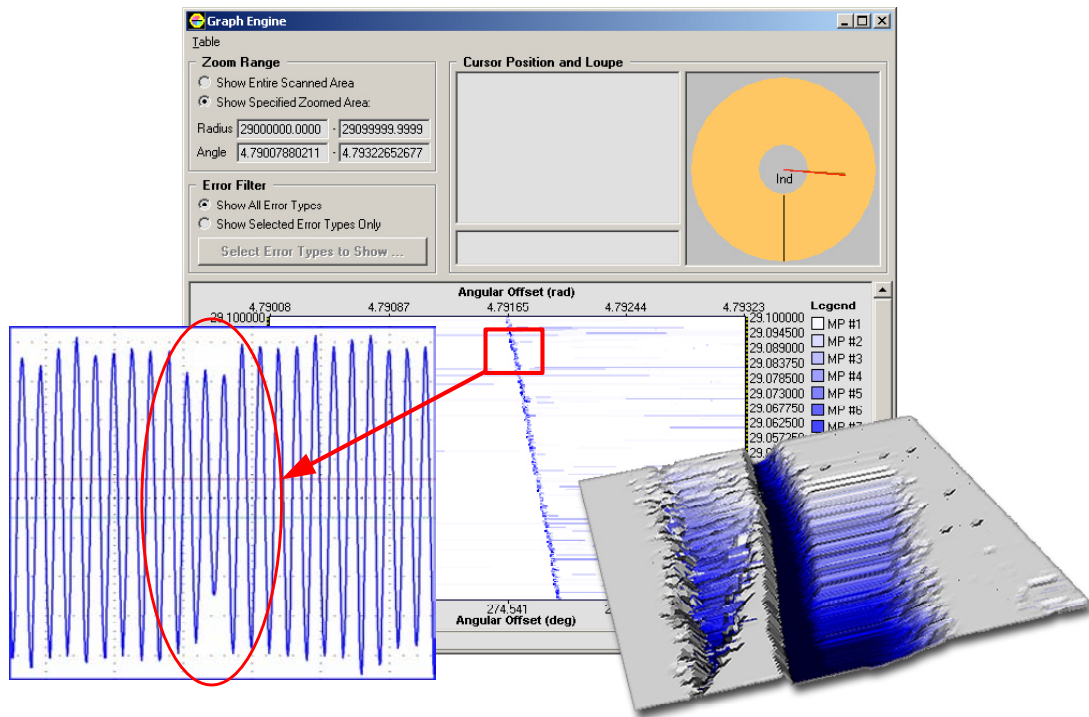 Graph Engine
Table
Zoom Range
Show Entire Scanned Area
Show Specified Zoomed Area:
Radius 29000000.0000 - 29099999.9999
Angle 4.79007880211 - 4.79322652677
Error Filter
Show All Error Types
Show Selected Error Types Only
Select Error Types to Show ...
Cursor Position and Loupe
Ind
Angular Offset (rad)
4.79008 4.79087 4.79165 4.79244 4.79323
29.100000
29.100000
29.094500
29.089000
29.083750
29.078500
29.073000
29.067750
29.062500
29.057250
Legend
MP #1
MP #2
MP #3
MP #4
MP #5
MP #6
MP #7
274.541
Angular Offset (deg)